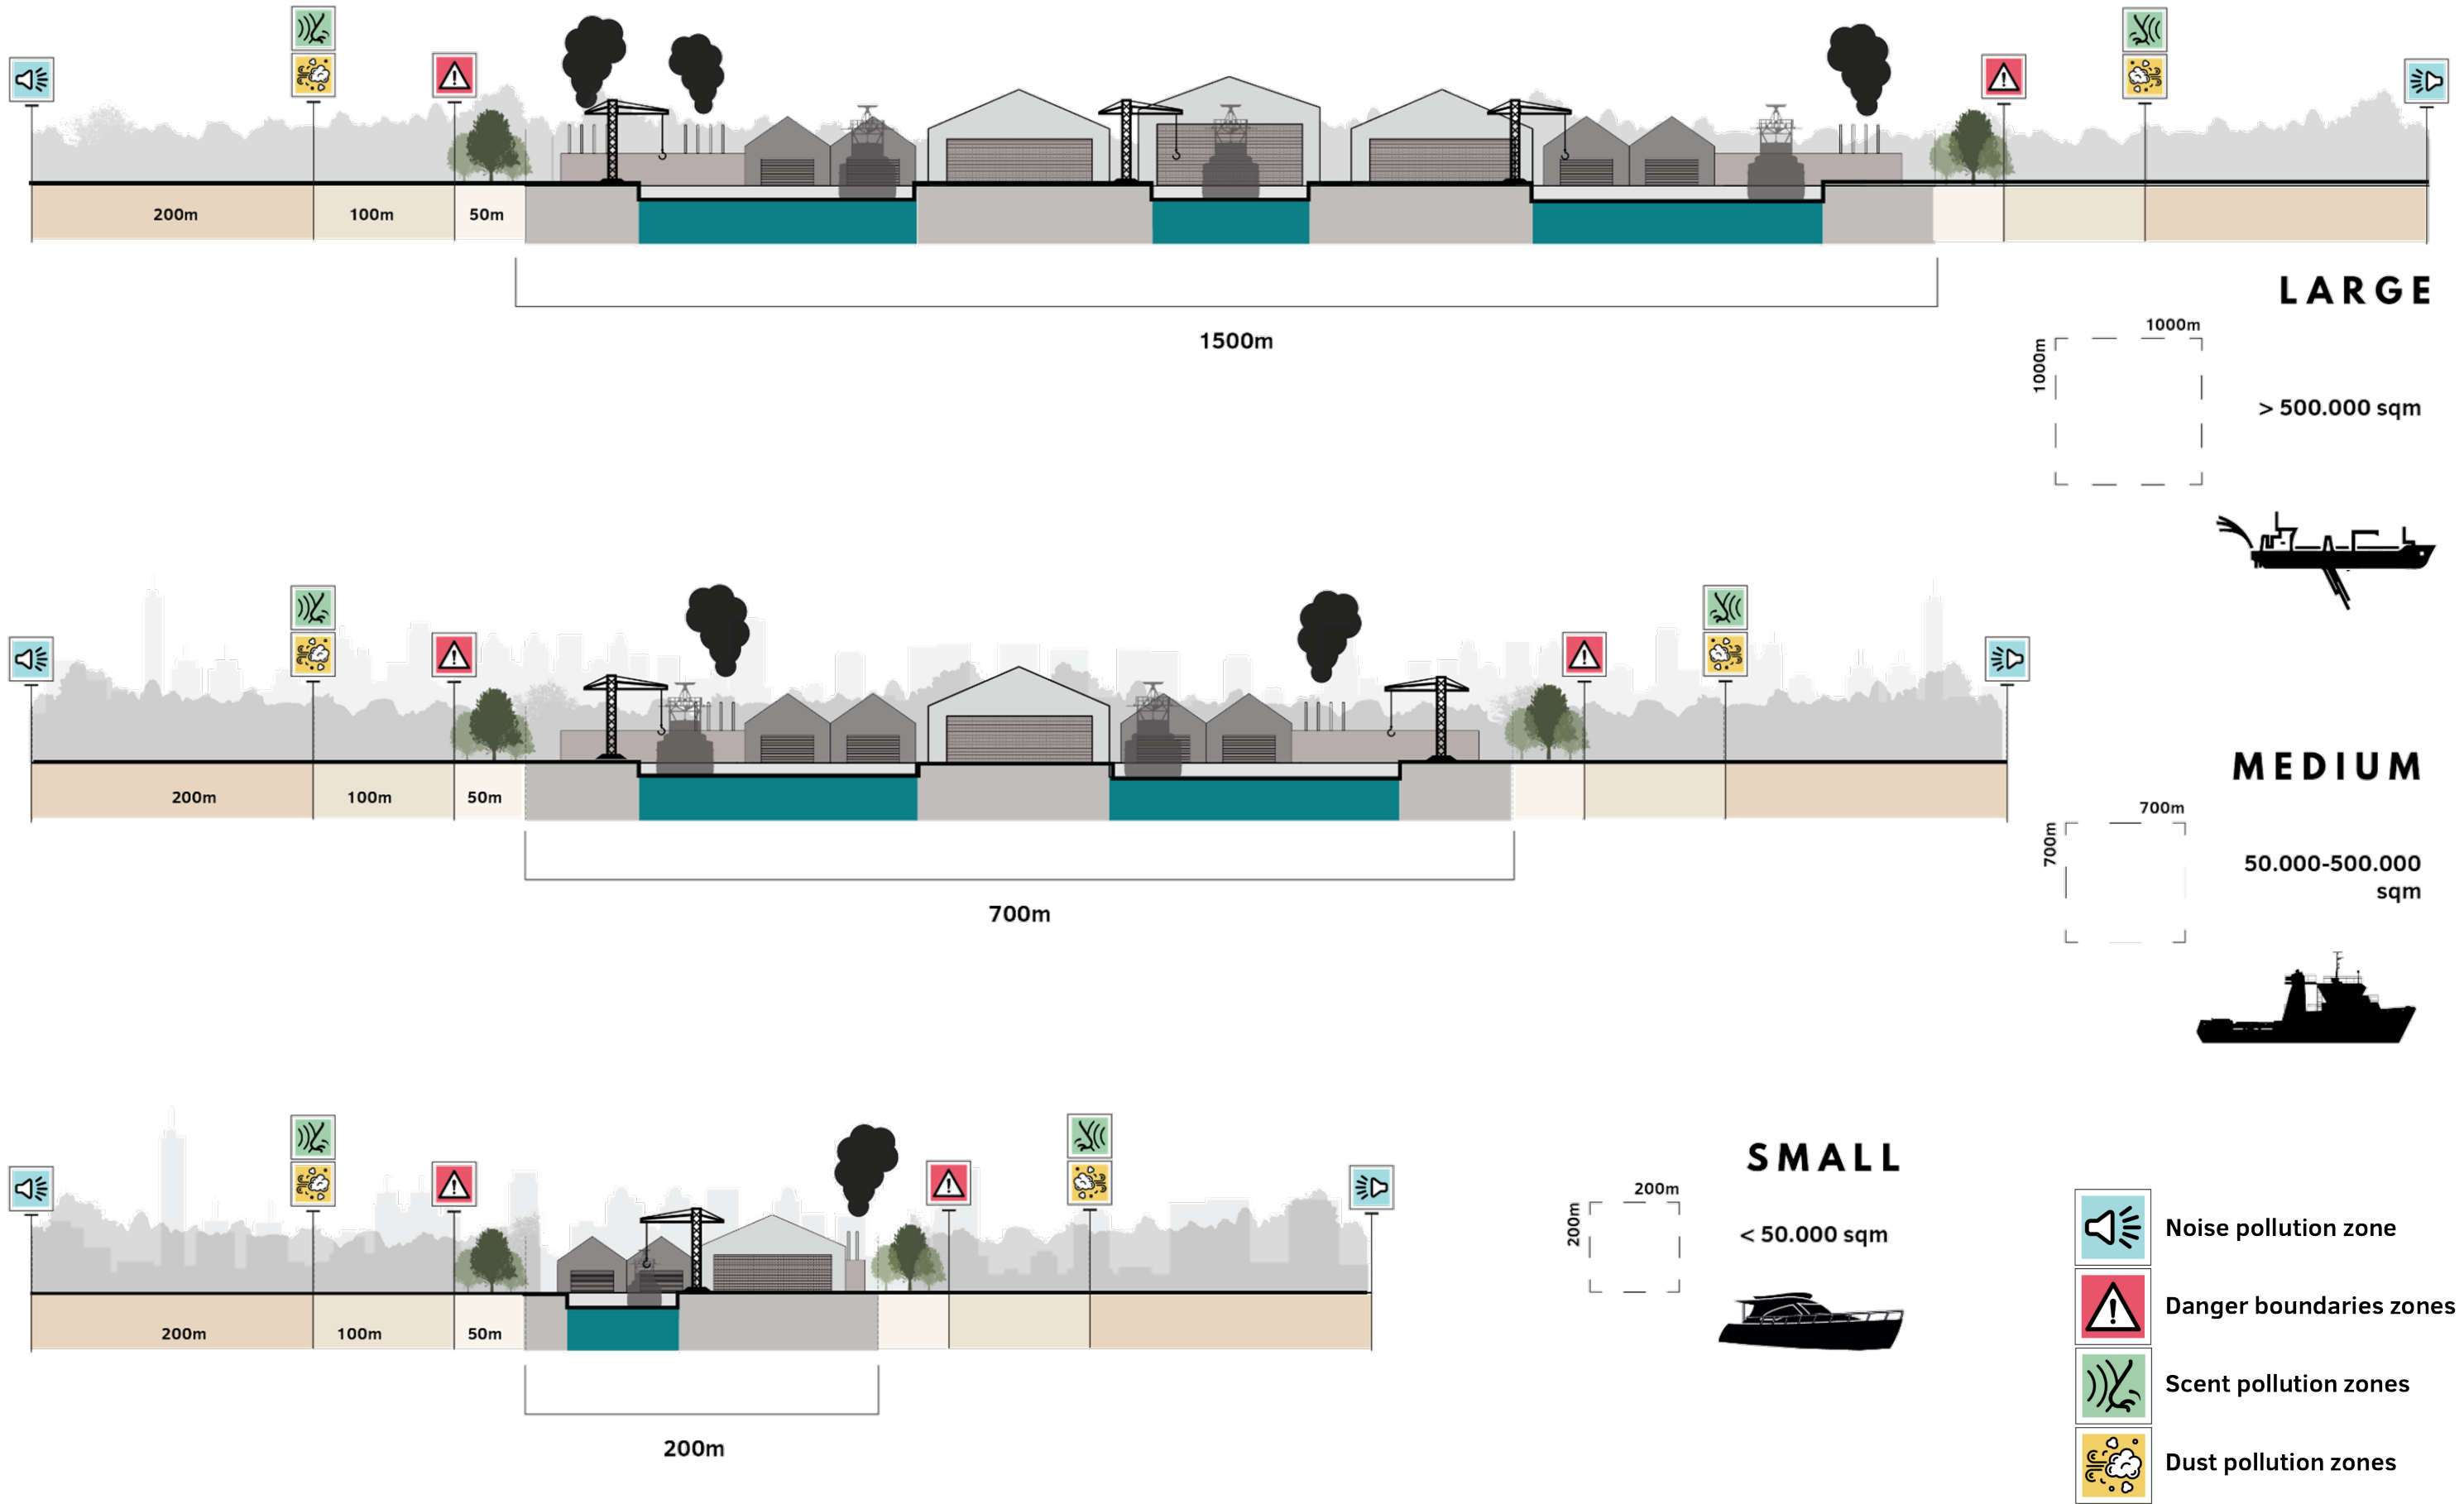 200m
100m
50m
1500m
LARGE
1000m
1000m
> 500.000 sqm
200m
100m
50m
700m
MEDIUM
700m
700m
50.000-500.000
sqm
200m
100m
50m
200m
SMALL
200m
200m
< 50.000 sqm
Noise pollution zone
Danger boundaries zones
Scent pollution zones
Dust pollution zones